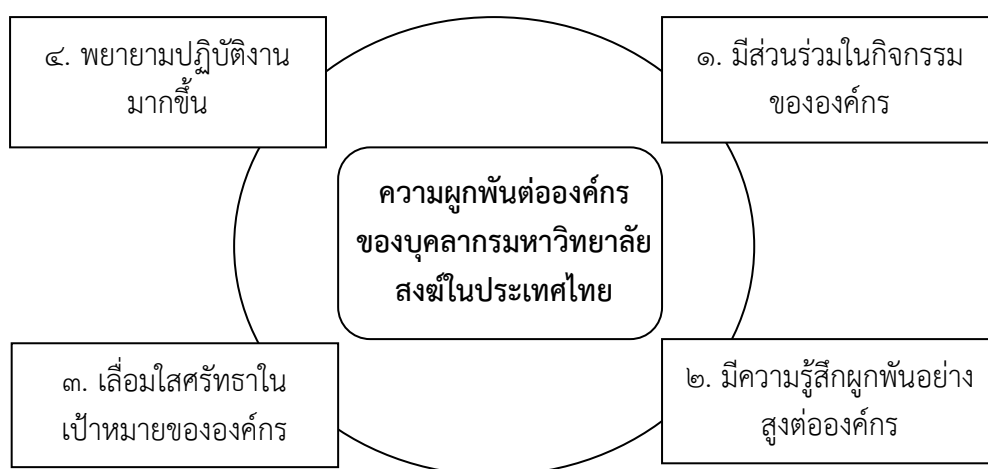 ๔. พยายามปฏิบัติงาน
มากขึ้น
๑. มีส่วนร่วมในกิจกรรม
ขององค์กร
ความผูกพันต่อองค์กร
ของบุคลากรมหาวิทยาลัย
สงฆ์ในประเทศไทย
๓. เลื่อมใสศรัทธาใน
เป้าหมายขององค์กร
๒. มีความรู้สึกผูกพันอย่าง
สูงต่อองค์กร